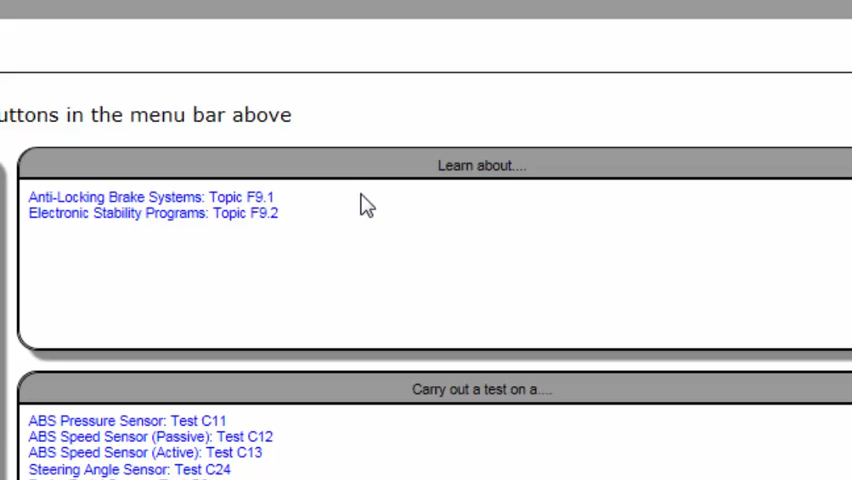 uttons in the menu bar above
Learn about....
Anti-Locking Brake Systems: Topic F9.1
Electronic Stability Programs: Topic F9.2
Carry out a test on a....
ABS Pressure Sensor: Test C11
ABS Speed Sensor (Passive): Test C12
ABS Speed Sensor (Active): Test C13
Steering Angle Sensor: Test C24